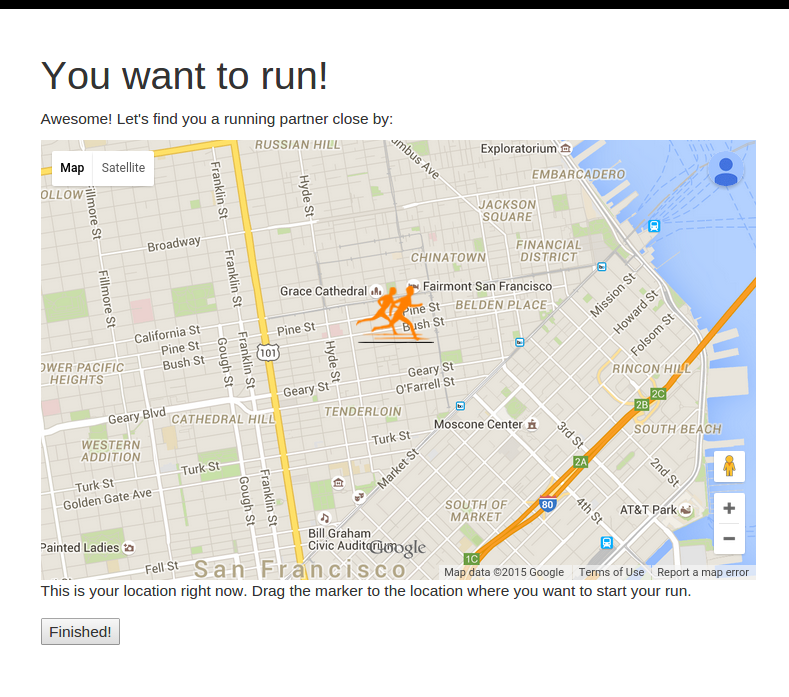 You want to run!
Awesome! Let's find you a running partner close by:
RUSSIAN HILL
Exploratorium
Map
Satellite
EMBARCADERO
Fillmore St
Franklin St
Hyde St
JACKSON
SQUARE
Broadway
FINANCIAL
DISTRICT
Franklin St
CHINATOWN
Fillmore St
Grace Cathedral
Fairmont San Francisco
Mission St
BELDEN PLACE
Howard St
Pine St
Bush St
California St
Pine St
Folsom St
Pine St
Bush St
101
Gough St
Franklin St
Hyde St
RINCON HILL
HEIGHTS
Geary St
O'Farrell St
Geary St
2C
2B
Geary Blvd
CATHEDRAL HILL
TENDERLOIN
Moscone Center
3rd St
SOUTH BEACH
WESTERN
ADDITION
Turk St
Market St
2A
2nd St
Turk St
Turk St
Golden Gate Ave
Gough St
Franklin St
SOUTH OF
MARKET
80
4th St
AT&T Park
+
−
Bill Graham
Civic Auditorium
Painted Ladies
Google
Fell St
San Francisco
1C
Map data ©2015 Google
Terms of Use
Report a map error
This is your location right now. Drag the marker to the location where you want to start your run.
Finished!